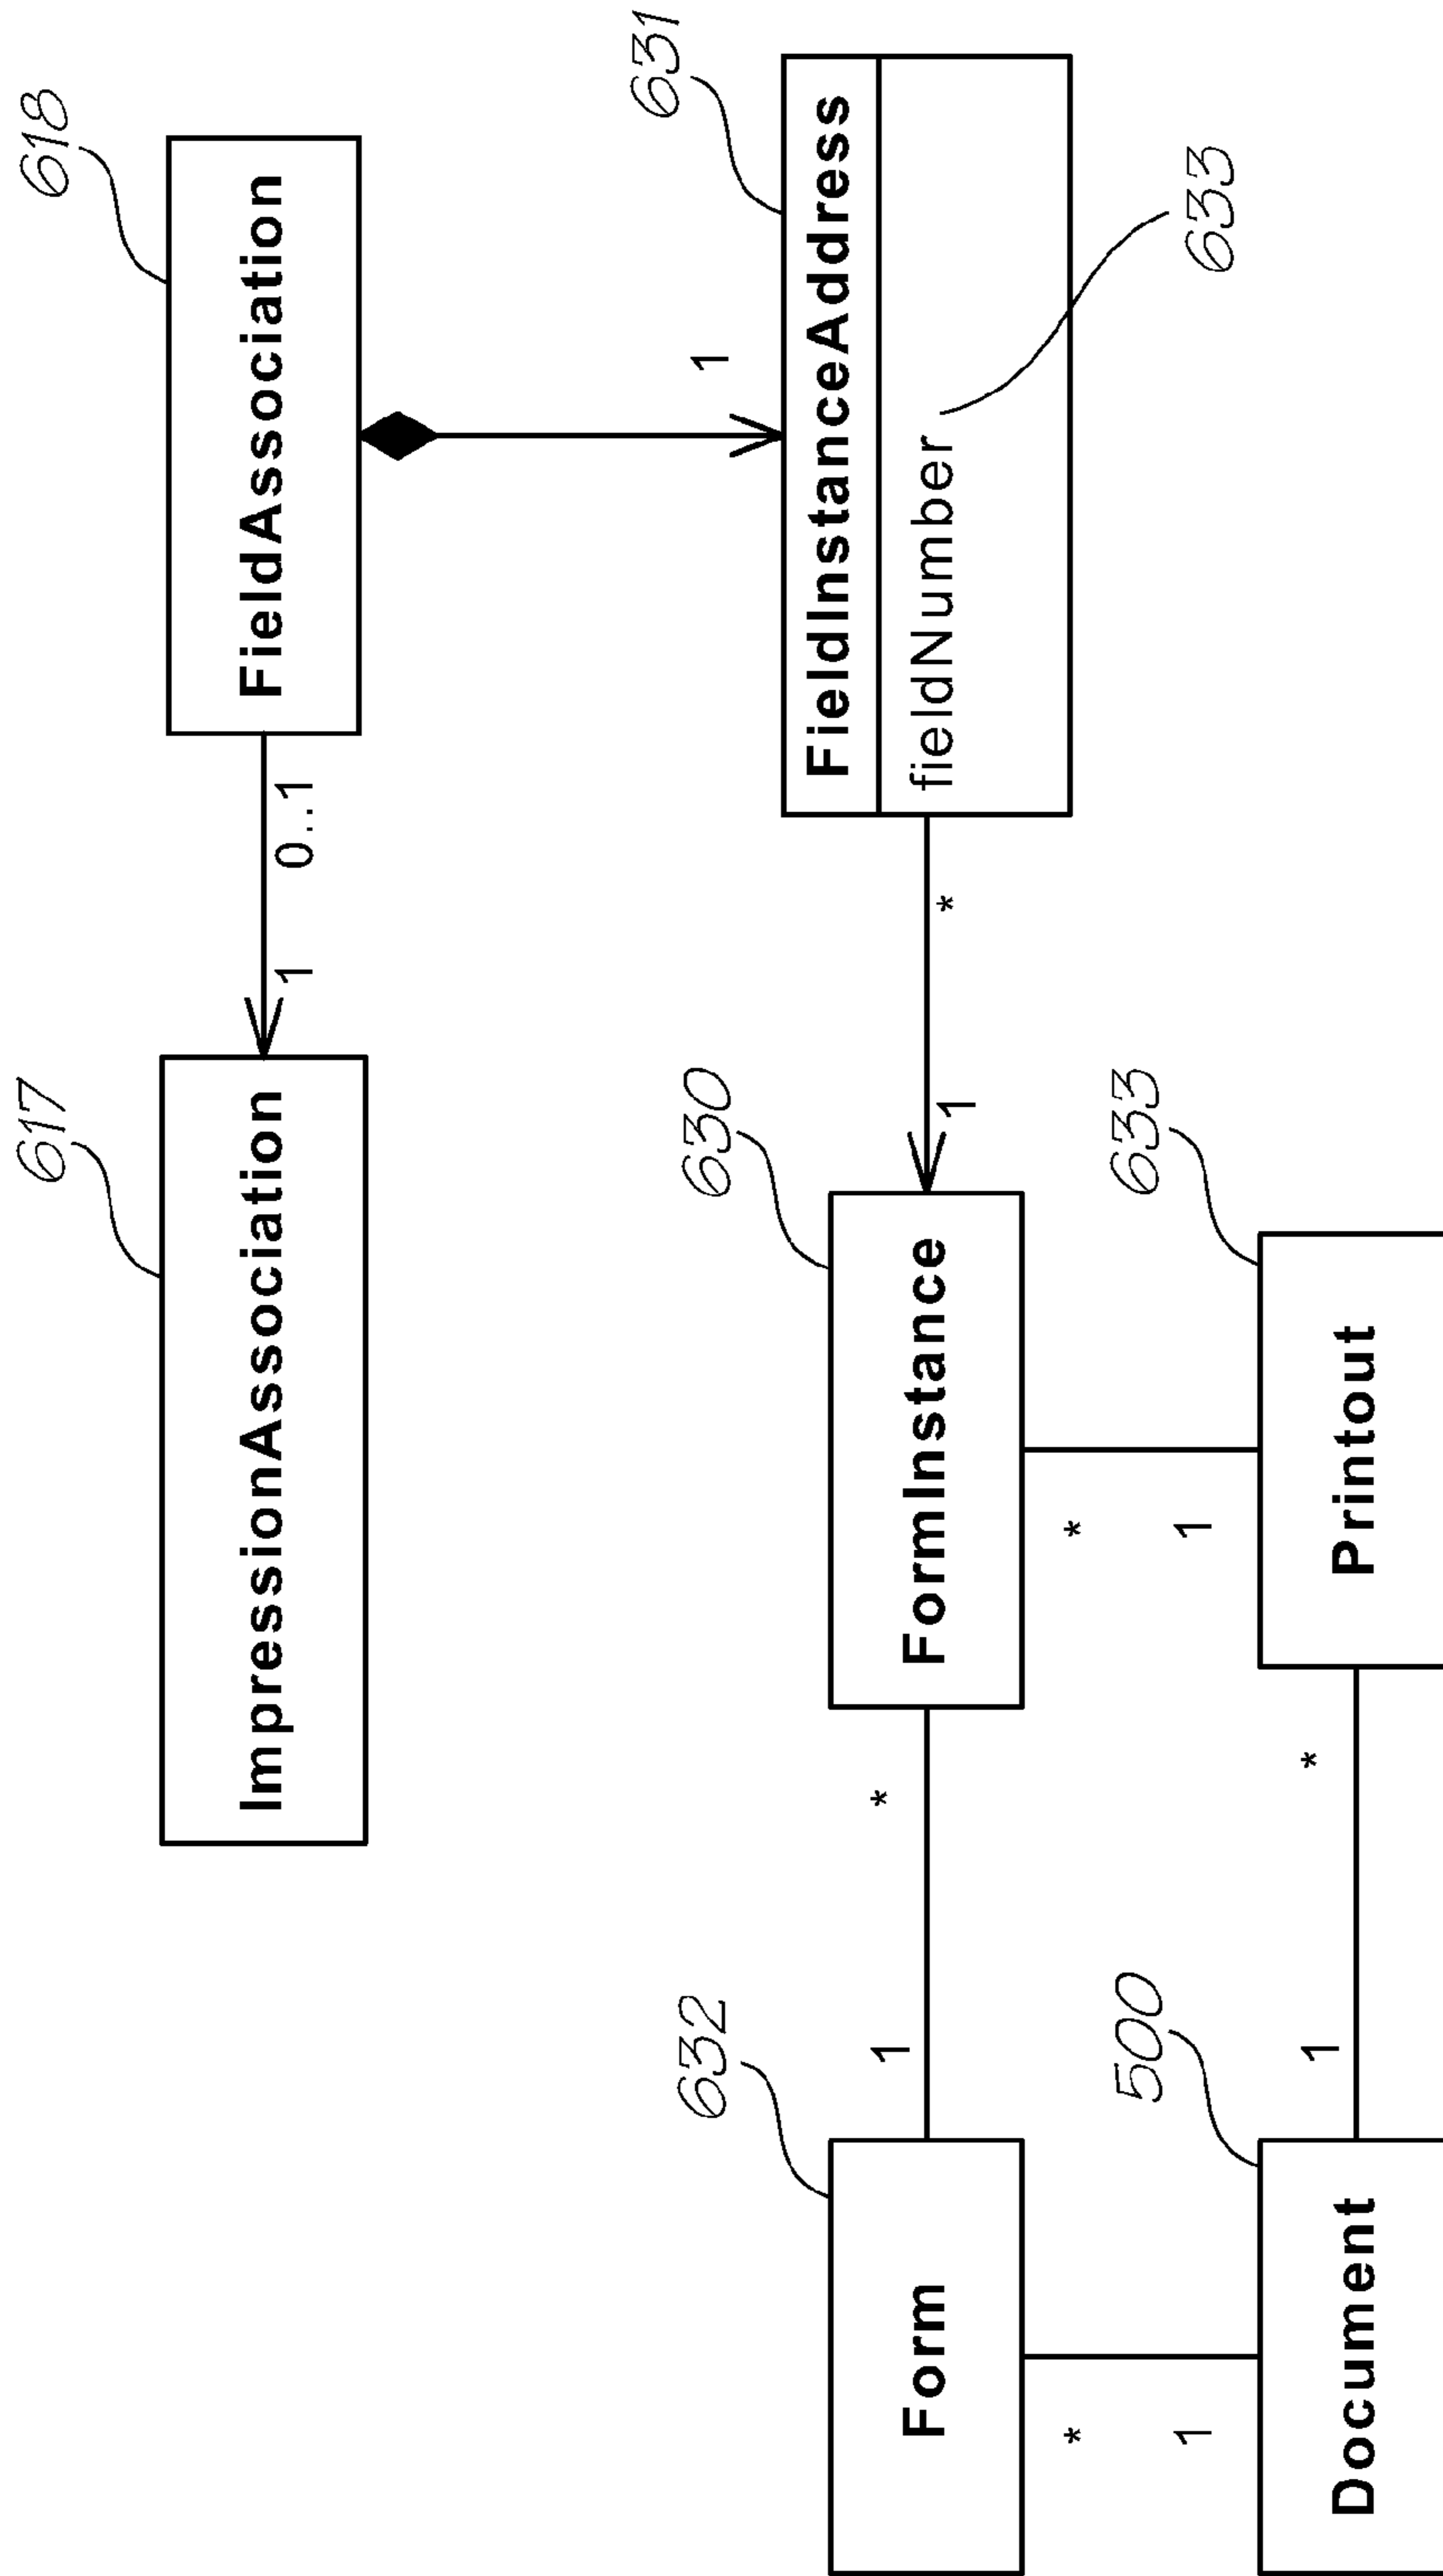 617 618
ImpressionAssociation FieldAssociation
1 0..1
631
632 630 1
FieldInstanceAddress
1 *
Form FormInstance fieldNumber
1 *
* *
500 633
1 1 633
1 *
Document Printout